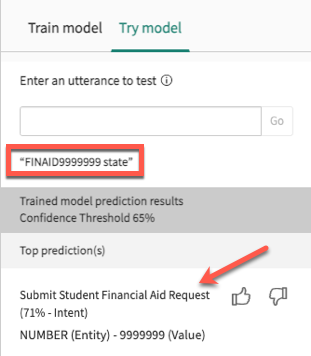 Train model Try model
Enter an utterance to test ⓘ
Go
“FINAID9999999 state”
Trained model prediction results
Confidence Threshold 65%
Top prediction(s)
Submit Student Financial Aid Request
(71% - Intent)
NUMBER (Entity) - 9999999 (Value)